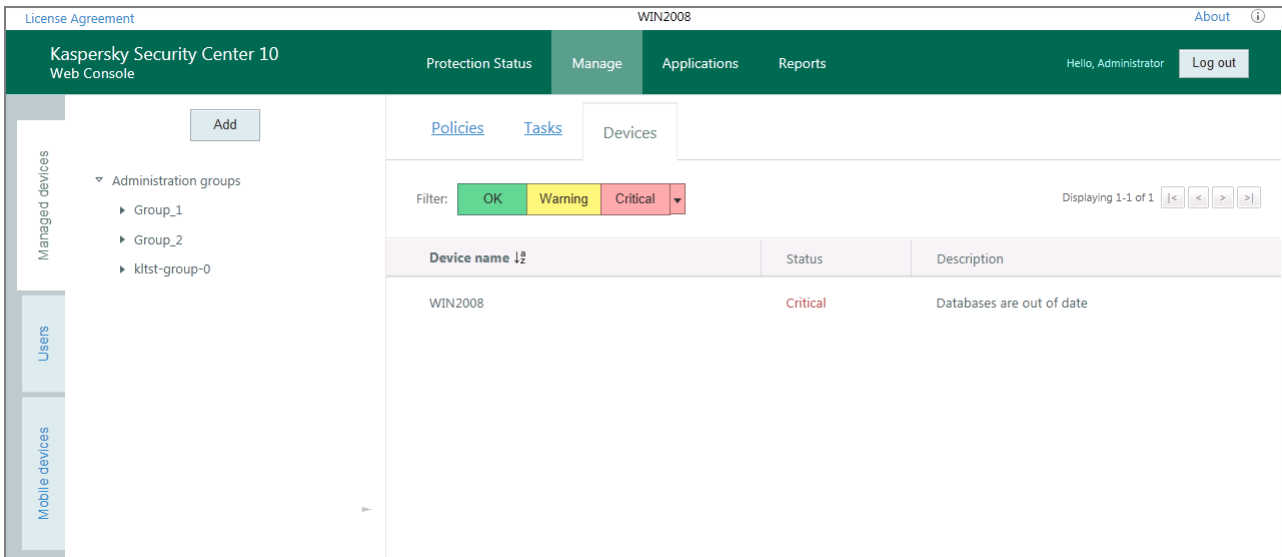 License Agreement
WIN2008
About
Kaspersky Security Center 10
Web Console
Protection Status
Manage
Applications
Reports
Hello, Administrator
Log out
Managed devices
Users
Mobile devices
Add
Administration groups
Group_1
Group_2
kltst-group-0
Policies
Tasks
Devices
Filter:
OK
Warning
Critical
Displaying 1-1 of 1
|<
<
>
>|
Device name
Status
Description
WIN2008
Critical
Databases are out of date